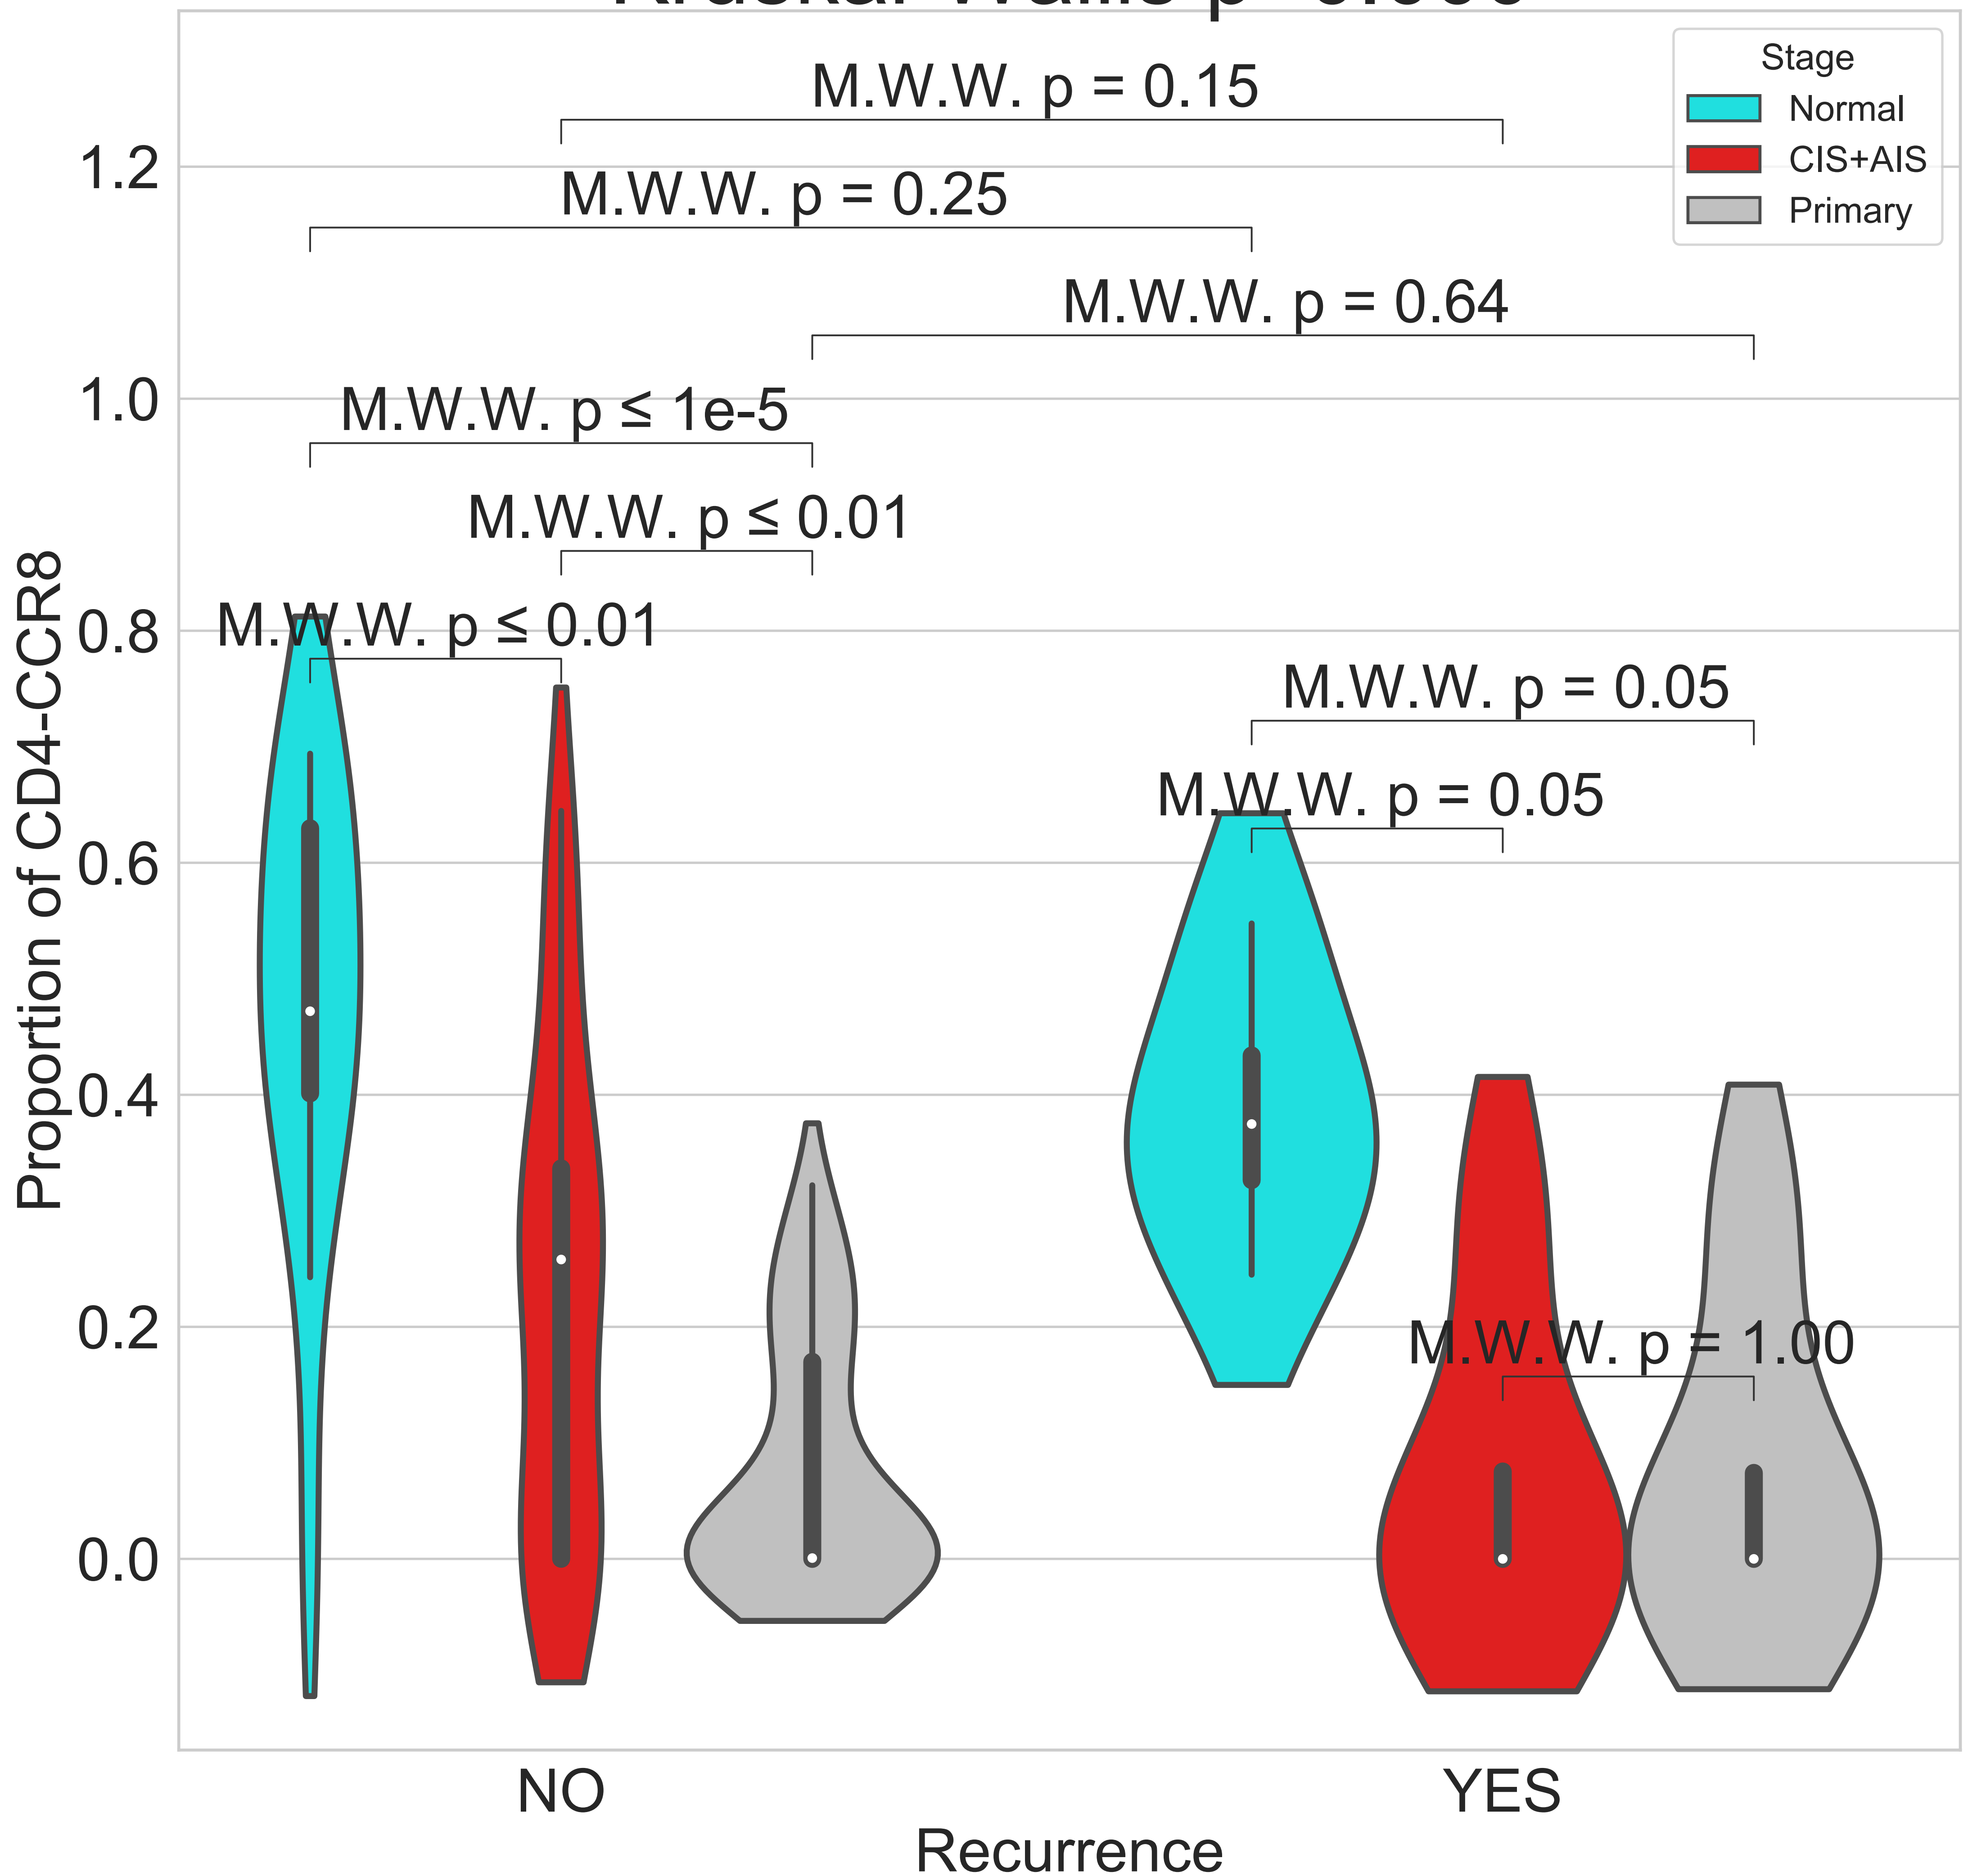 Stage
Normal
CIS+AIS
Primary
M.W.W. p = 0.15
M.W.W. p = 0.25
M.W.W. p = 0.64
M.W.W. p ≤ 1e-5
M.W.W. p ≤ 0.01
M.W.W. p ≤ 0.01
M.W.W. p = 0.05
M.W.W. p = 0.05
M.W.W. p = 1.00
Proportion of CD4-CCR8
1.2
1.0
0.8
0.6
0.4
0.2
0.0
NO
YES
Recurrence